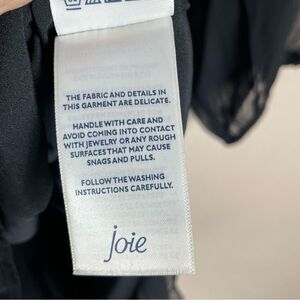 THE FABRIC AND DETAILS IN
THIS GARMENT ARE DELICATE.
HANDLE WITH CARE AND
AVOID COMING INTO CONTACT
WITH JEWELRY OR ANY ROUGH
SURFACES THAT MAY CAUSE
SNAGS AND PULLS.
FOLLOW THE WASHING
INSTRUCTIONS CAREFULLY.
joie